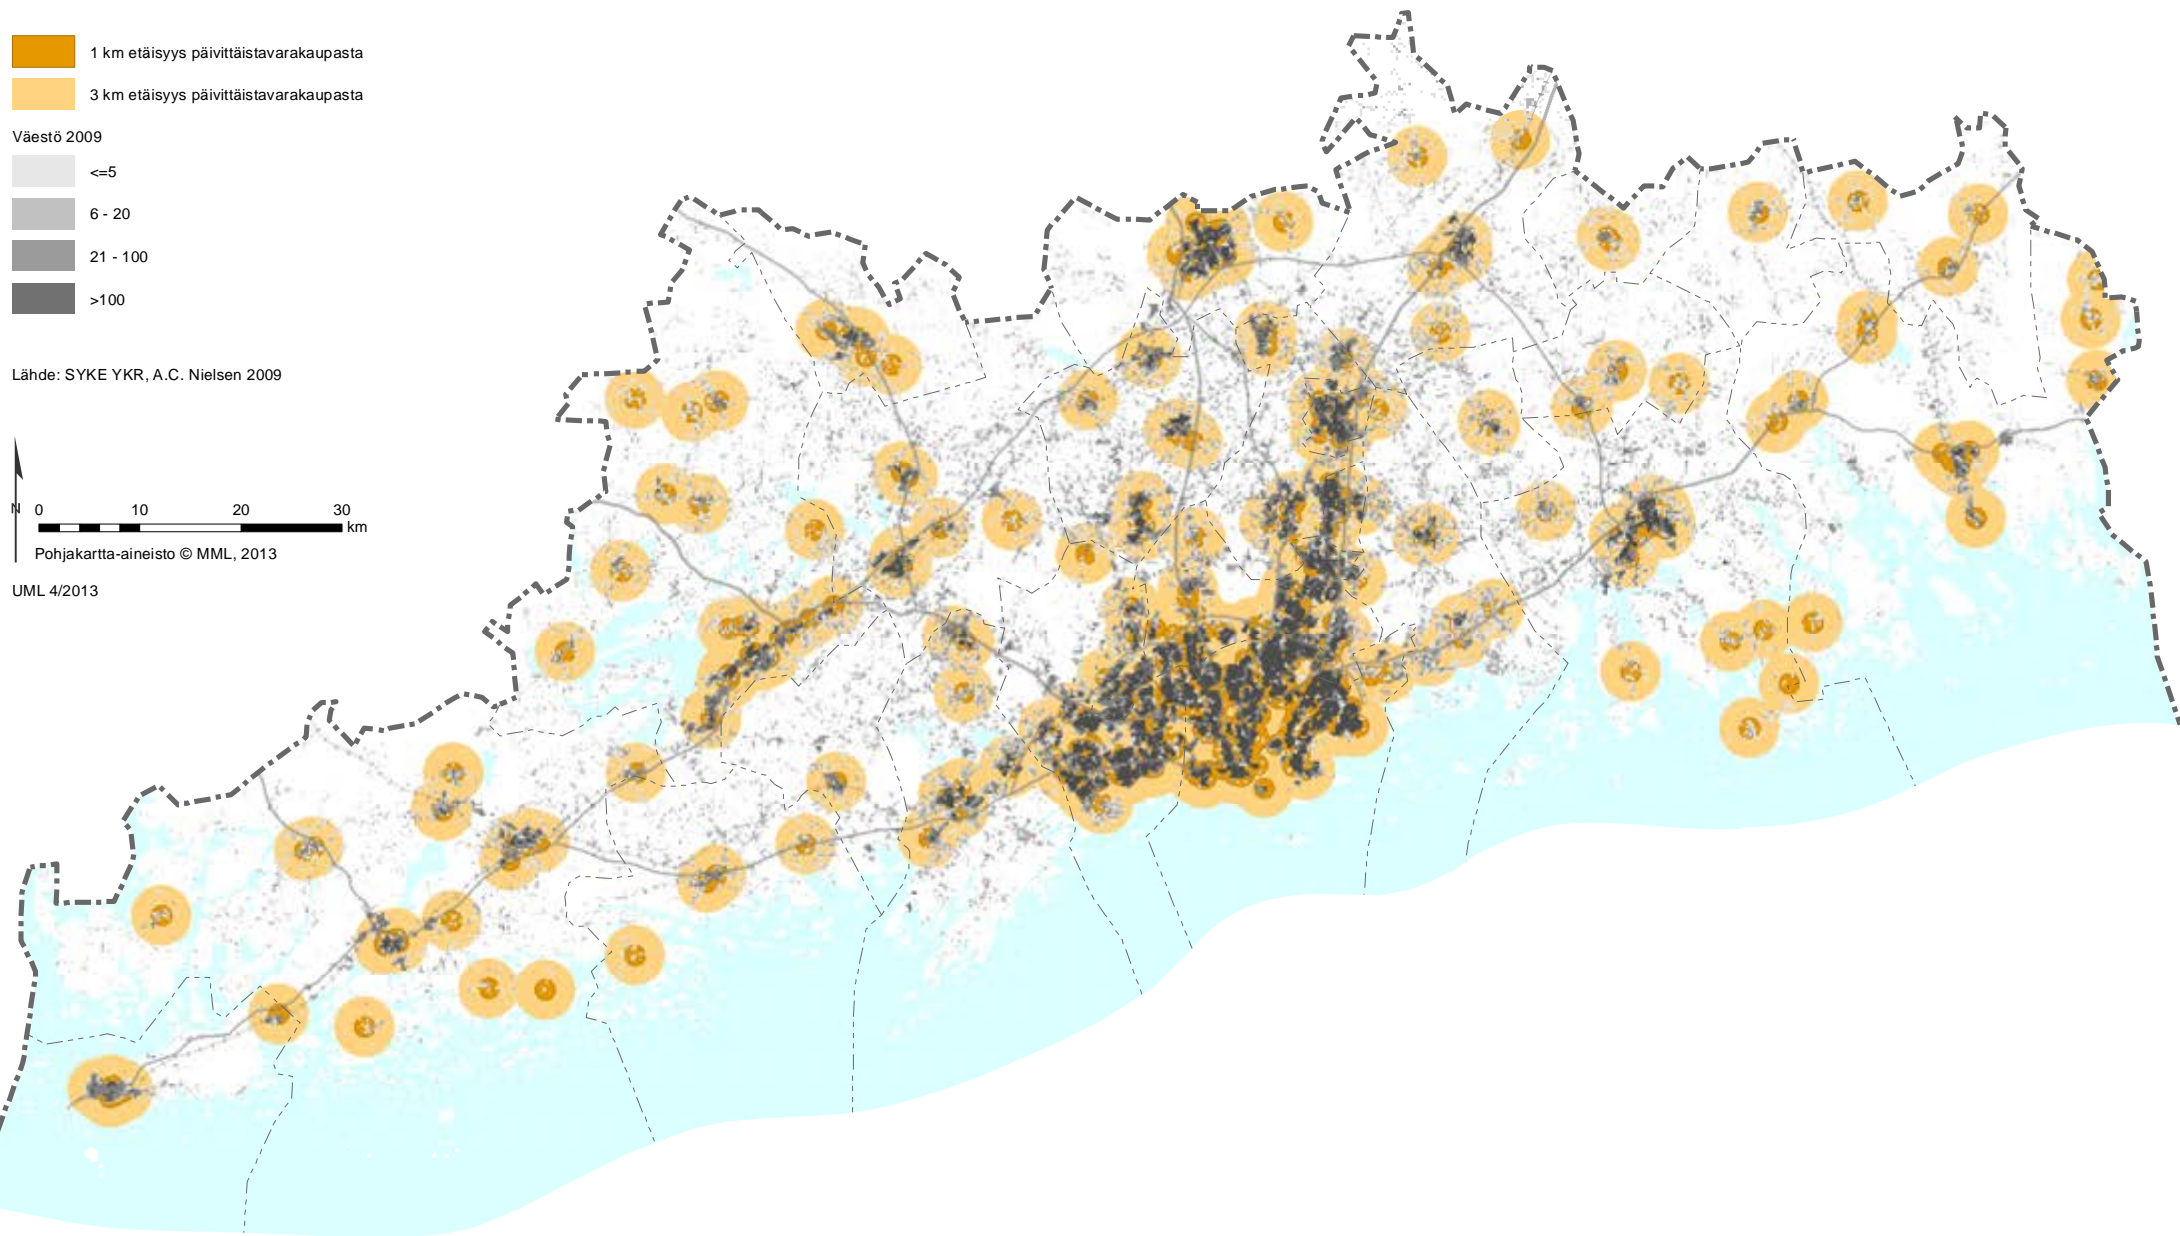 1 km etäisyys päivittäistavarakaupasta
3 km etäisyys päivittäistavarakaupasta
Väestö 2009
<=5
6 - 20
21 - 100
>100
Lähde: SYKE YKR, A.C. Nielsen 2009
N
0 10 20 30
km
Pohjakartta-aineisto © MML, 2013
UML 4/2013